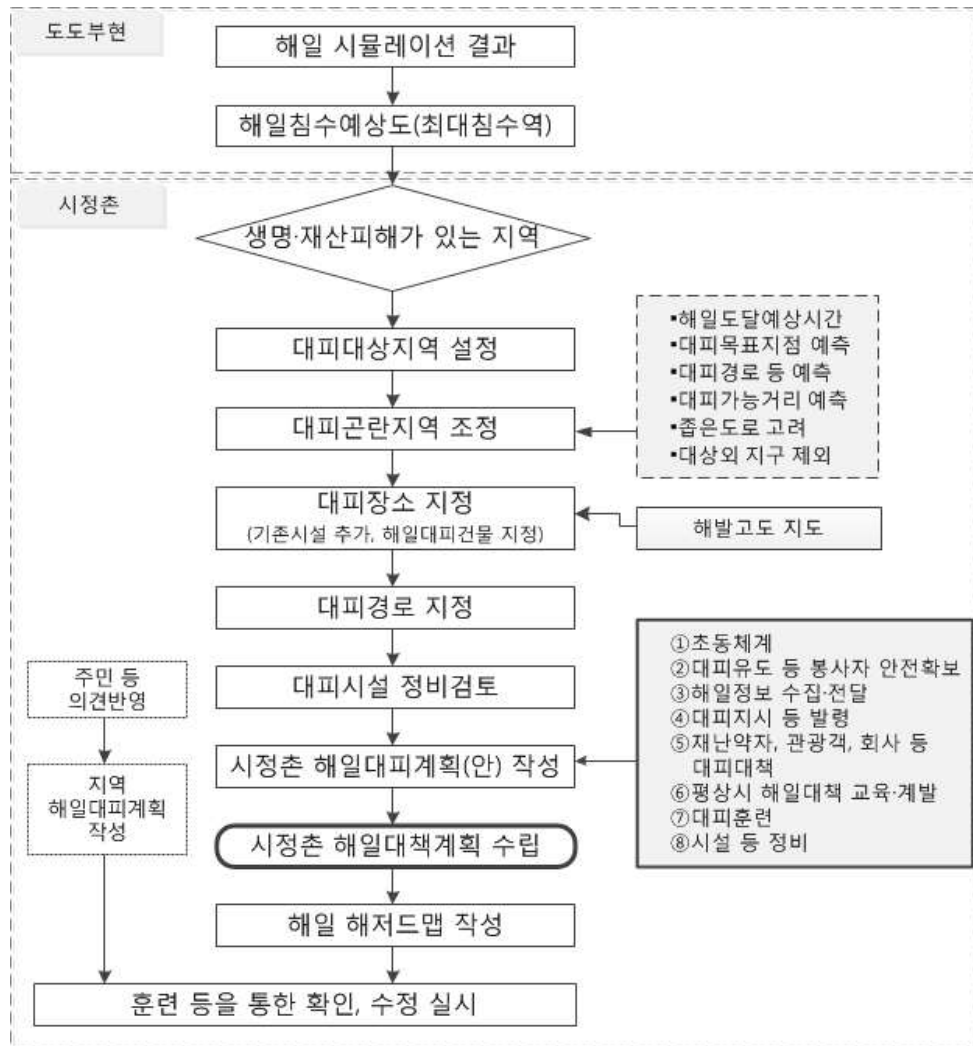 도도부현
해일 시뮬레이션 결과
해일침수예상도(최대침수역)
시정촌
생명·재산피해가 있는 지역
대피대상지역 설정
▪해일도달예상시간
▪대피목표지점 예측
▪대피경로 등 예측
▪대피가능거리 예측
▪좁은도로 고려
▪대상외 지구 제외
대피곤란지역 조정
대피장소 지정
(기존시설 추가, 해일대피건물 지정)
해발고도 지도
대피경로 지정
대피시설 정비검토
①초동체계
②대피유도 등 봉사자 안전확보
③해일정보 수집·전달
④대피지시 등 발령
⑤재난약자, 관광객, 회사 등
대피대책
⑥평상시 해일대책 교육·계발
⑦대피훈련
⑧시설 등 정비
주민 등
의견반영
시정촌 해일대피계획(안) 작성
지역
해일대피계획
작성
시정촌 해일대책계획 수립
해일 해저드맵 작성
훈련 등을 통한 확인, 수정 실시